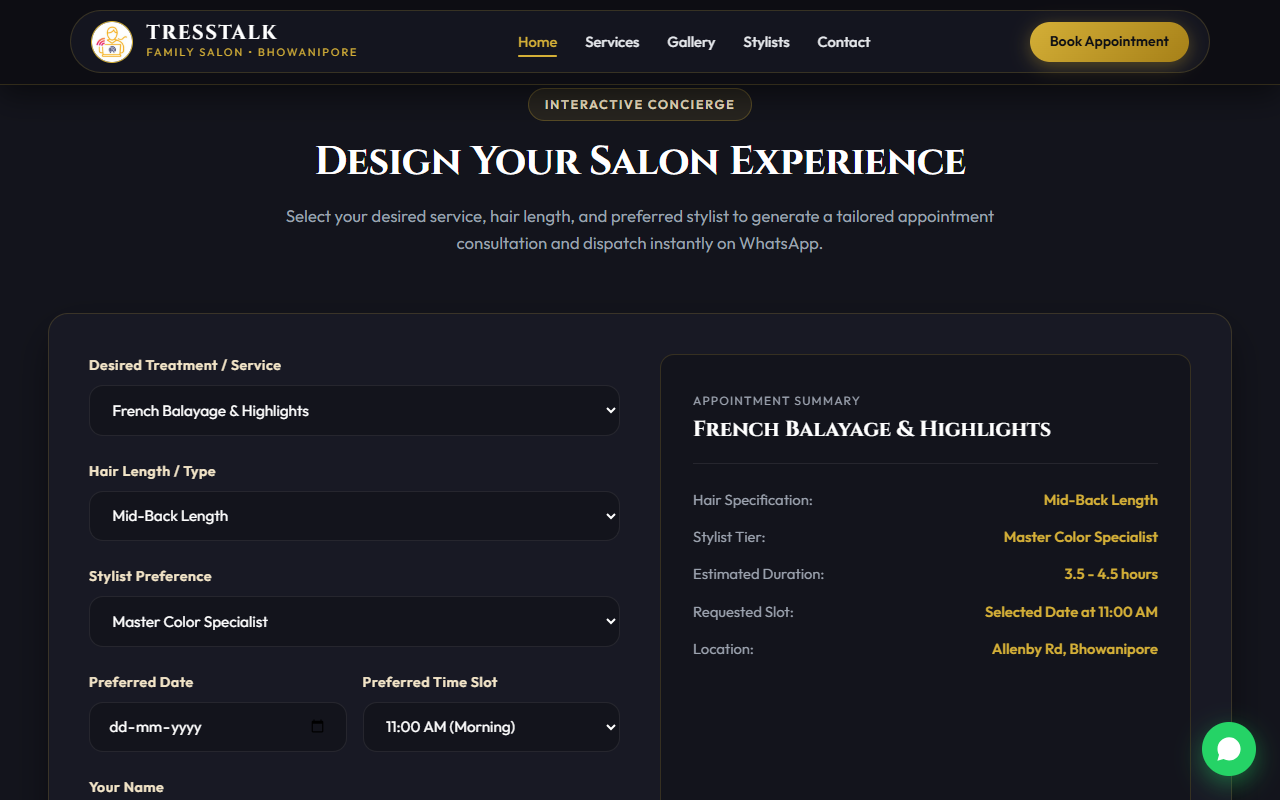 TRESSTALK
FAMILY SALON • BHOWANIPORE
Home
Services
Gallery
Stylists
Contact
Book Appointment
INTERACTIVE CONCIERGE
Design Your Salon Experience
Select your desired service, hair length, and preferred stylist to generate a tailored appointment
consultation and dispatch instantly on WhatsApp.
Desired Treatment / Service
French Balayage & Highlights
Hair Length / Type
Mid-Back Length
Stylist Preference
Master Color Specialist
Preferred Date
Preferred Time Slot
dd-mm-yyyy
11:00 AM (Morning)
Your Name
APPOINTMENT SUMMARY
French Balayage & Highlights
Hair Specification:
Mid-Back Length
Stylist Tier:
Master Color Specialist
Estimated Duration:
3.5 - 4.5 hours
Requested Slot:
Selected Date at 11:00 AM
Location:
Allenby Rd, Bhowanipore